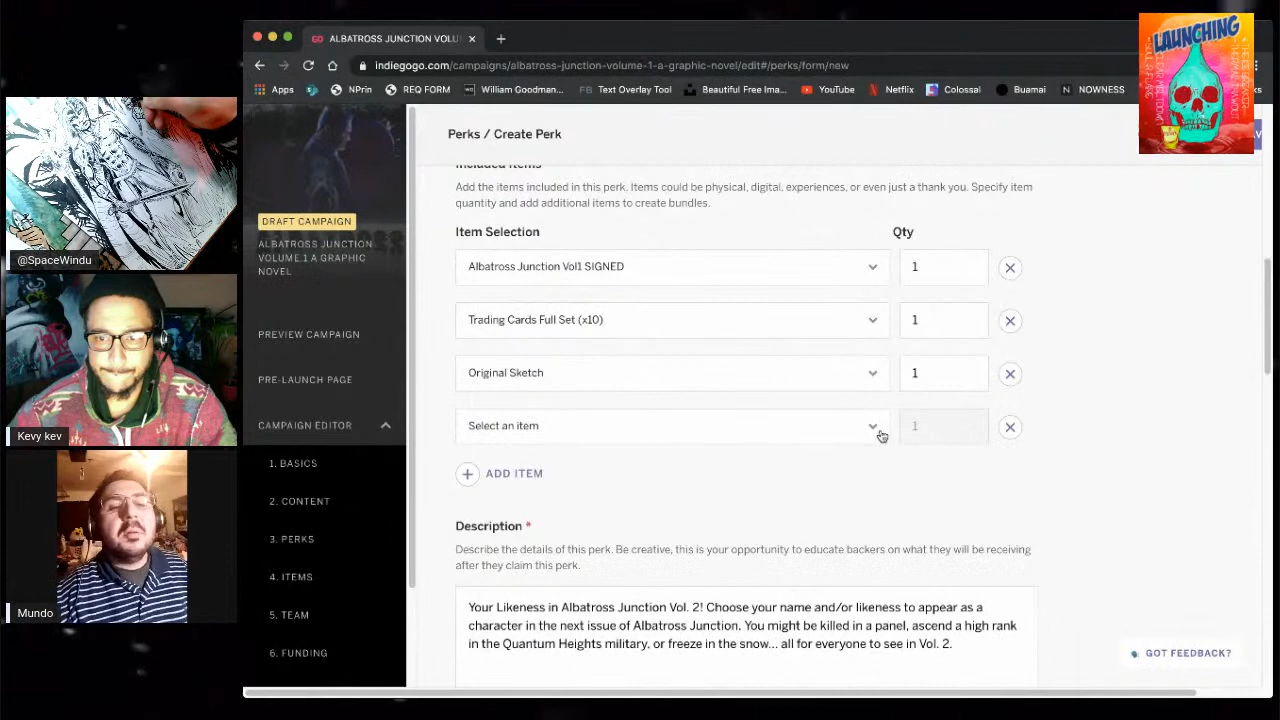 ALBATROSS JUNCTION VOLU
indiegogo.com/campaigns/albatross-junction-volume-1-a-graphic-novel/edit#/perks/form/new
Apps
NPrin
REQ FORM
William Goodman...
Text Overlay Tool
Beautiful Free Ima...
YouTube
Netflix
Colossal
Buamai
NOWNESS
LAUNCHING
@SpaceWindu
Kevy kev
Mundo
DRAFT CAMPAIGN
ALBATROSS JUNCTION
VOLUME.1 A GRAPHIC
NOVEL
PREVIEW CAMPAIGN
PRE-LAUNCH PAGE
CAMPAIGN EDITOR
1. BASICS
2. CONTENT
3. PERKS
4. ITEMS
5. TEAM
6. FUNDING
Perks / Create Perk
Included Items
Add the items included in this perk. Items could be physical, digital, experiences, or even just a thank you. Specify item
quantity and add additional items to create bundles.
Item Selection
Qty
Albatross Junction Vol1 SIGNED
1
Trading Cards Full Set (x10)
1
Original Sketch
1
Select an item
1
ADD ITEM
Description *
Describe the details of this perk. Be creative, this is your opportunity to educate backers on what they will be receiving
after they claim this perk.
Your Likeness in Albatross Junction Vol. 2! Choose your name and/or likeness to appear as a
character in the next issue of Albatross Junction. You might be killed in a panel, ascend a high rank
in the Quantum Heights military, or freeze in the snow... all for everyone to see in Vol. 2.
GOT FEEDBACK?